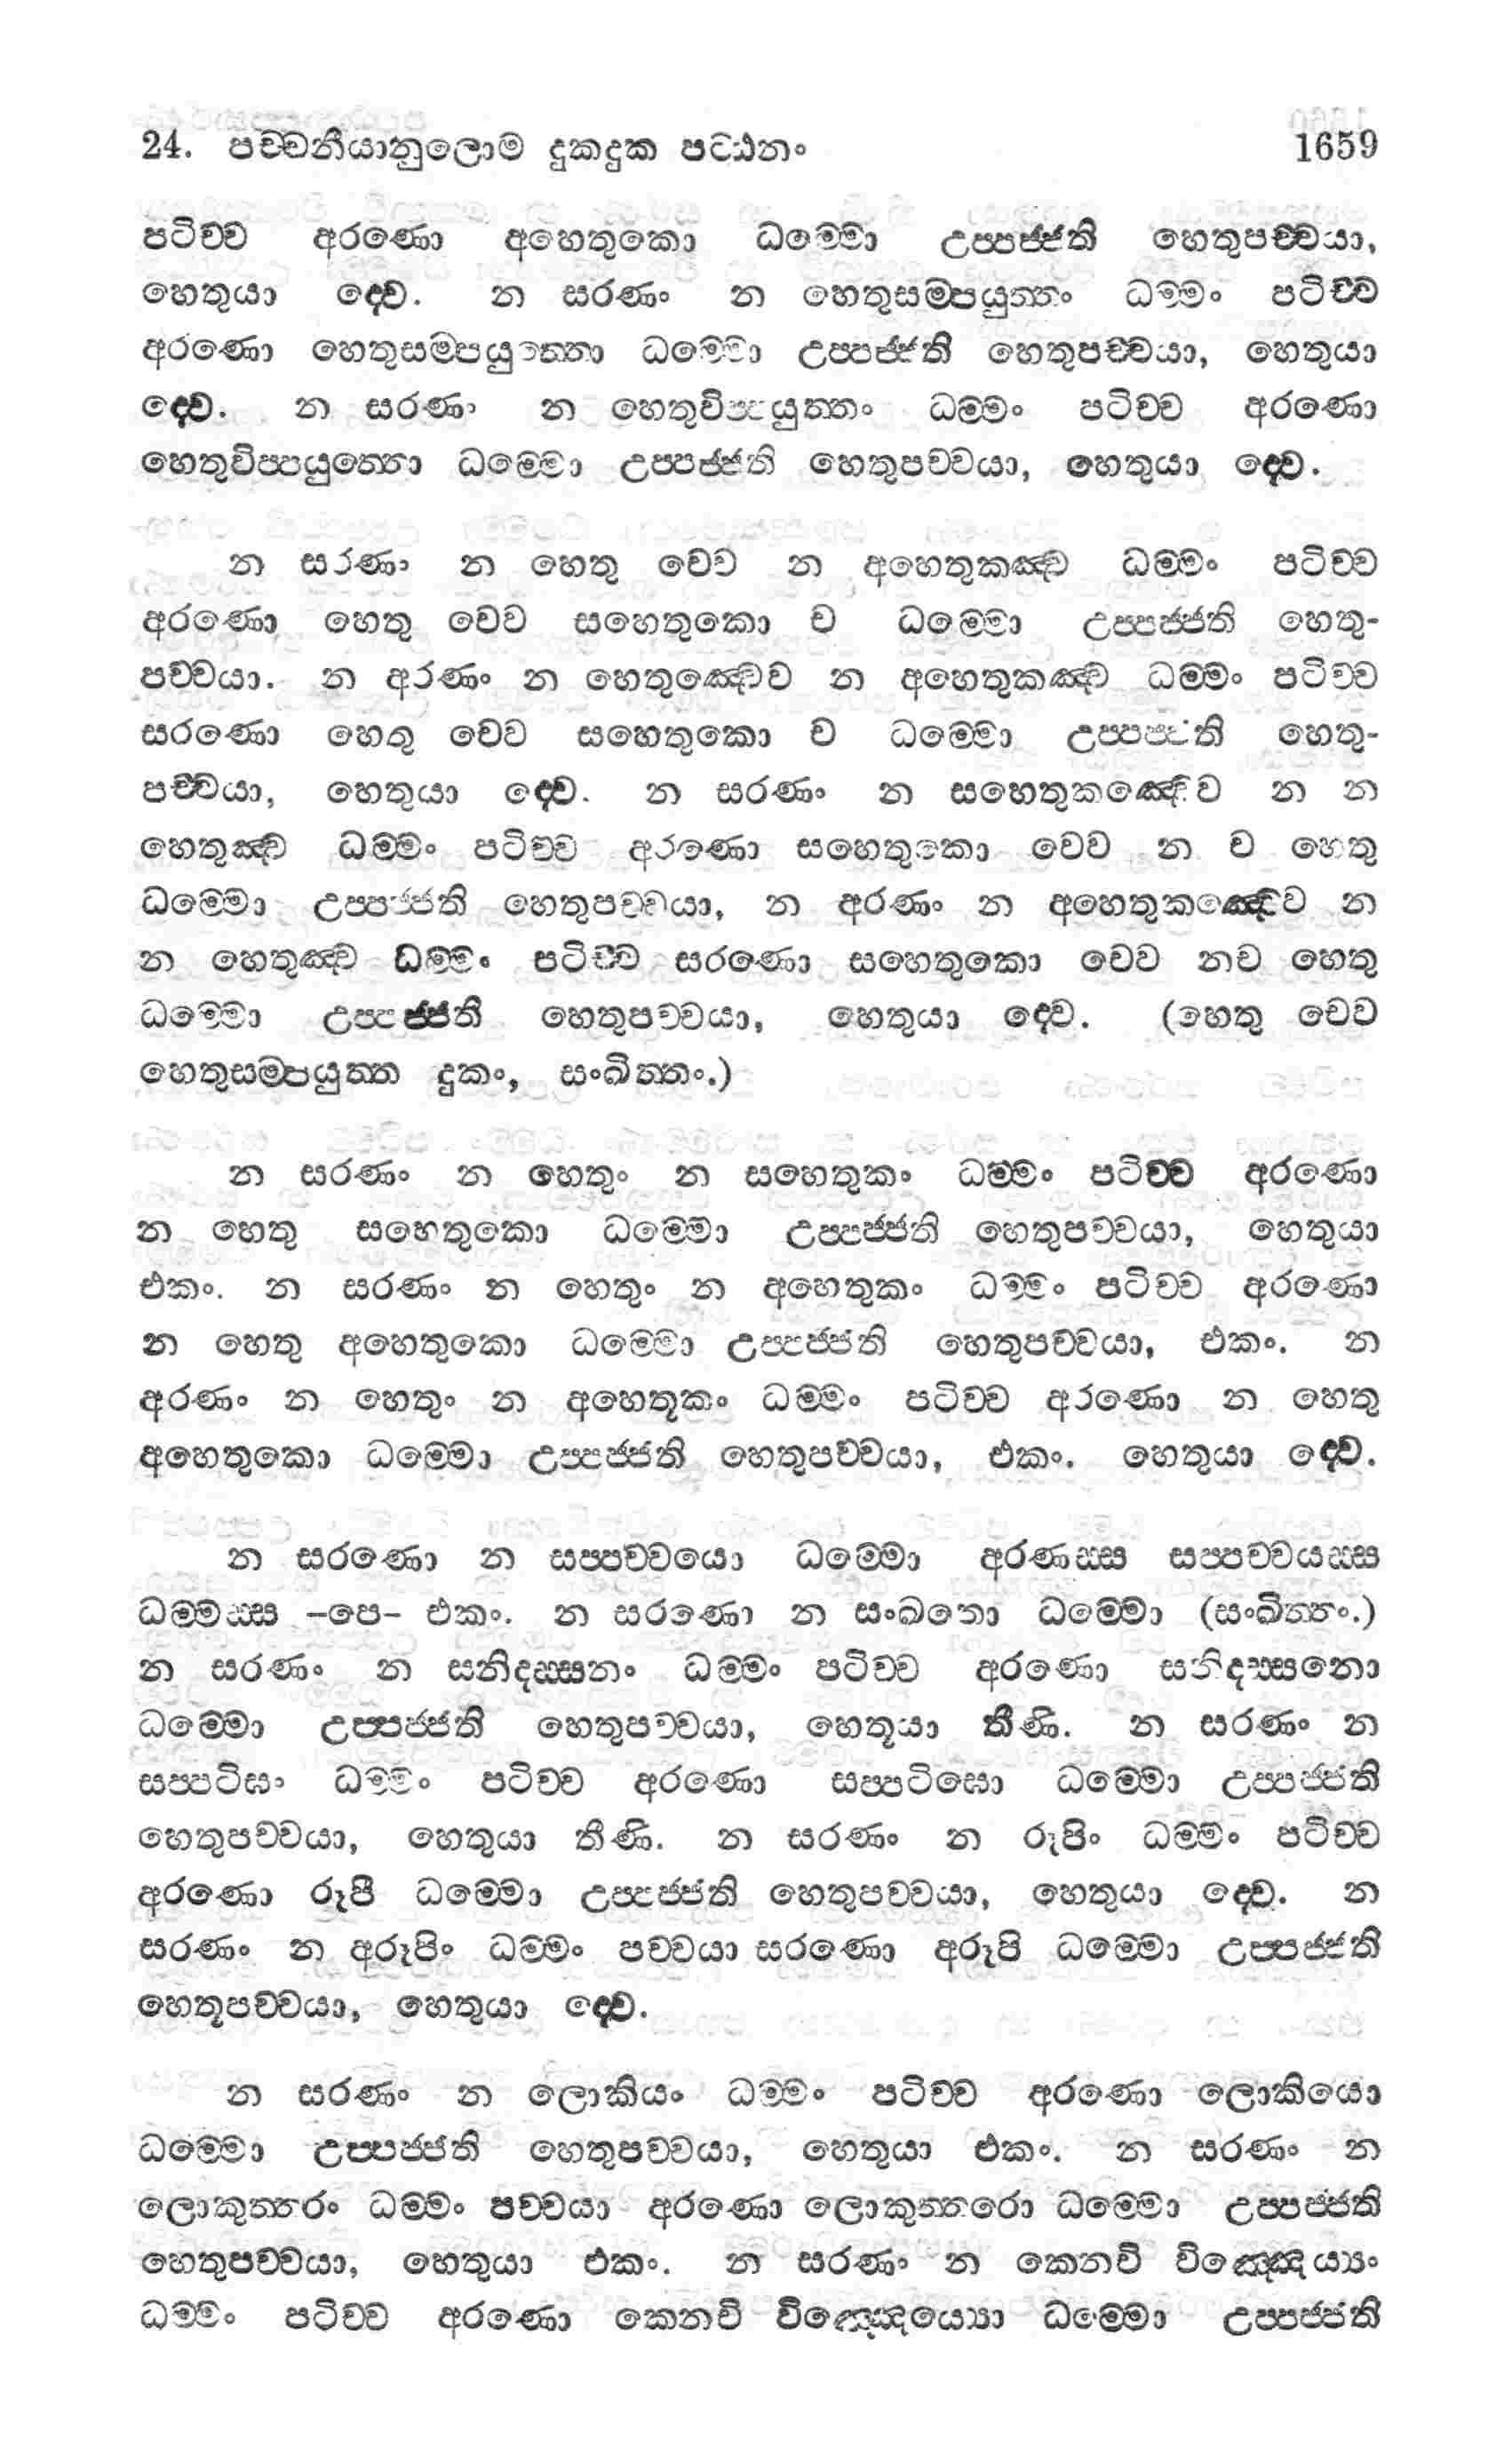 24. පච්චනීයානුලොම දුකදුක පට්ඨානං 1659
පටිච්ච අරණො අහෙතුකො ධම්මො උප්පජ්ජති හෙතුපච්චයා,
හෙතුයා ද්වෙ. න සරණං න හෙතුසම්පයුත්තං ධම්මං පටිච්ච
අරණො හෙතුසම්පයුත්තො ධම්මො උප්පජ්ජති හෙතුපච්චයා, හෙතුයා
ද්වෙ. න සරණං න හෙතුවිප්පයුත්තං ධම්මං පටිච්ච අරණො
හෙතුවිප්පයුත්තො ධම්මො උප්පජ්ජති හෙතුපච්චයා, හෙතුයා ද්වෙ.
න සරණං න හෙතු චෙව න අහෙතුකඤ්ච ධම්මං පටිච්ච
අරණො හෙතු චෙව සහෙතුකො ච ධම්මො උප්පජ්ජති හෙතු-
පච්චයා. න අරණං න හෙතුඤ්චෙව න අහෙතුකඤ්ච ධම්මං පටිච්ච
සරණො හෙතු චෙව සහෙතුකො ච ධම්මො උප්පජ්ජති හෙතු-
පච්චයා, හෙතුයා ද්වෙ. න සරණං න සහෙතුකඤ්චෙව න න
හෙතුඤ්ච ධම්මං පටිච්ච අරණො සහෙතුකො චෙව න ච හෙතු
ධම්මො උප්පජ්ජති හෙතුපච්චයා, න අරණං න අහෙතුකඤ්චෙව න
න හෙතුඤ්ච ධම්මං පටිච්ච සරණො සහෙතුකො චෙව නච හෙතු
ධම්මො උප්පජ්ජති හෙතුපච්චයා, හෙතුයා ද්වෙ. (හෙතු චෙව
හෙතුසම්පයුත්ත දුකං, සංඛිත්තං.)
න සරණං න හෙතුං න සහෙතුකං ධම්මං පටිච්ච අරණො
න හෙතු සහෙතුකො ධම්මො උප්පජ්ජති හෙතුපච්චයා, හෙතුයා
එකං. න සරණං න හෙතුං න අහෙතුකං ධම්මං පටිච්ච අරණො
න හෙතු අහෙතුකො ධම්මො උප්පජ්ජති හෙතුපච්චයා, එකං. න
අරණං න හෙතුං න අහෙතූකං ධම්මං පටිච්ච අරණො න හෙතු
අහෙතුකො ධම්මො උප්පජ්ජති හෙතුපච්චයා, එකං. හෙතුයා ද්වෙ.
න සරණො න සප්පච්චයො ධම්මො අරණස්ස සප්පච්චයස්ස
ධම්මස්ස –පෙ– එකං. න සරණො න සංඛතො ධම්මො (සංඛිත්තං.)
න සරණං න සනිදස්සනං ධම්මං පටිච්ච අරණො සනිදස්සනො
ධම්මො උප්පජ්ජති හෙතුපච්චයා, හෙතූයා තීණි. න සරණං න
සප්පටිඝං ධම්මං පටිච්ච අරණො සප්පටිඝො ධම්මො උප්පජ්ජති
හෙතුපච්චයා, හෙතුයා තීණි. න සරණං න රූපිං ධම්මං පටිච්ච
අරණො රූපී ධම්මො උප්පජ්ජති හෙතුපච්චයා, හෙතුයා ද්වෙ. න
සරණං න අරූපිං ධම්මං පච්චයා සරණො අරූපි ධම්මො උප්පජ්ජති
හෙතූපච්චයා, හෙතුයා ද්වෙ.
න සරණං න ලොකියං ධම්මං පටිච්ච අරණො ලොකියො
ධම්මො උප්පජ්ජති හෙතුපච්චයා, හෙතුයා එකං. න සරණං න
ලොකුත්තරං ධම්මං පච්චයා අරණො ලොකුත්තරො ධම්මො උප්පජ්ජති
හෙතුපච්චයා, හෙතුයා එකං. න සරණං න කෙනචි විඤ්ඤෙය්‍යං
ධම්මං පටිච්ච අරණො කෙනචි විඤ්ඤෙය්‍යො ධම්මො උප්පජ්ජති